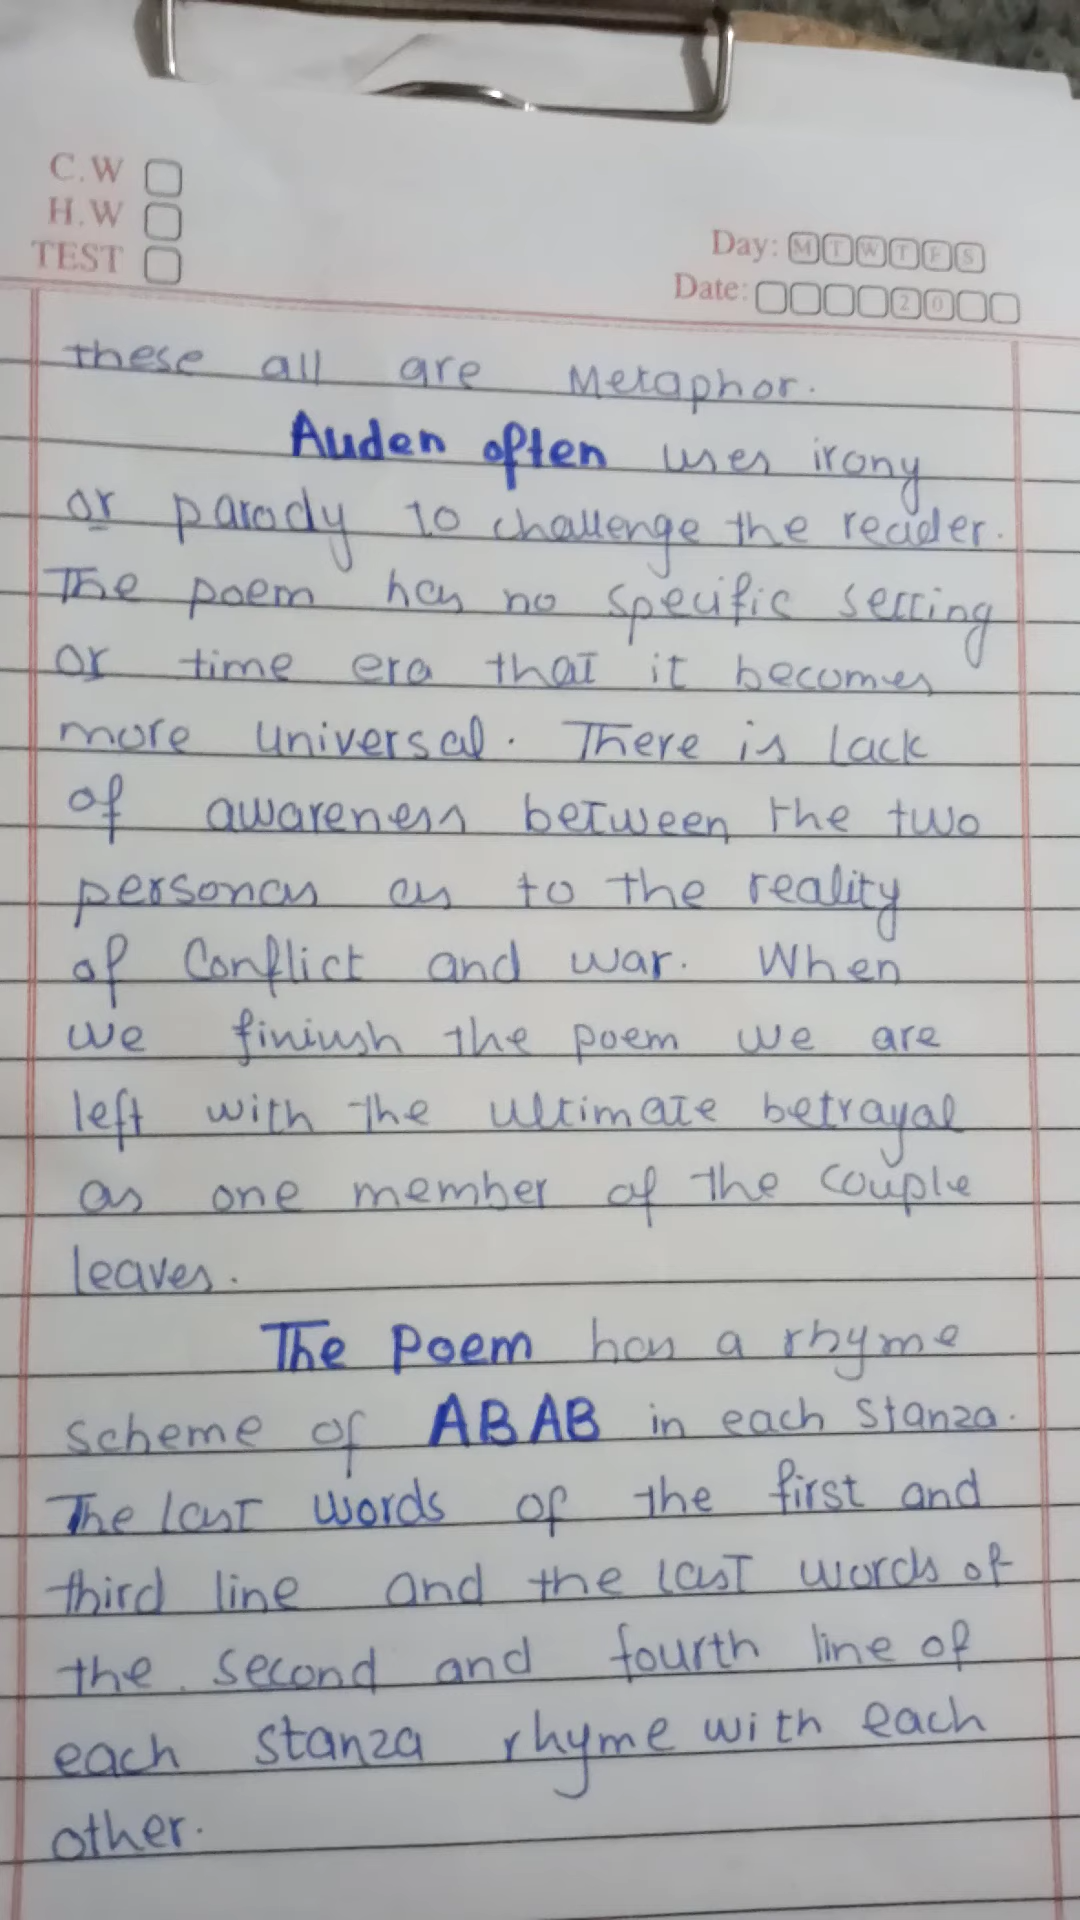 C.W
H.W
TEST
Day: M T W T F S
Date: 2 0
these all are Metaphor.
Auden often uses irony
or parody to challenge the reader.
The poem has no specific setting
or time era that it becomes
more universal. There is lack
of awareness between the two
personas as to the reality
of Conflict and war. When
we finiush the poem we are
left with the ultimate betrayal
as one member of the couple
leaves.
The Poem has a rhyme
scheme of ABAB in each stanza.
The last words of the first and
third line and the last words of
the second and fourth line of
each stanza rhyme with each
other.